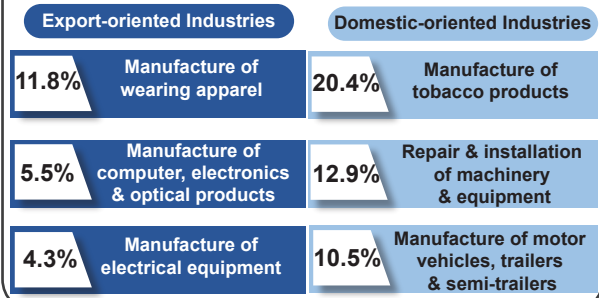 Export-oriented Industries
Domestic-oriented Industries
11.8%
Manufacture of
wearing apparel
20.4%
Manufacture of
tobacco products
5.5%
Manufacture of
computer, electronics
& optical products
12.9%
Repair & installation
of machinery
& equipment
4.3%
Manufacture of
electrical equipment
10.5%
Manufacture of motor
vehicles, trailers
& semi-trailers